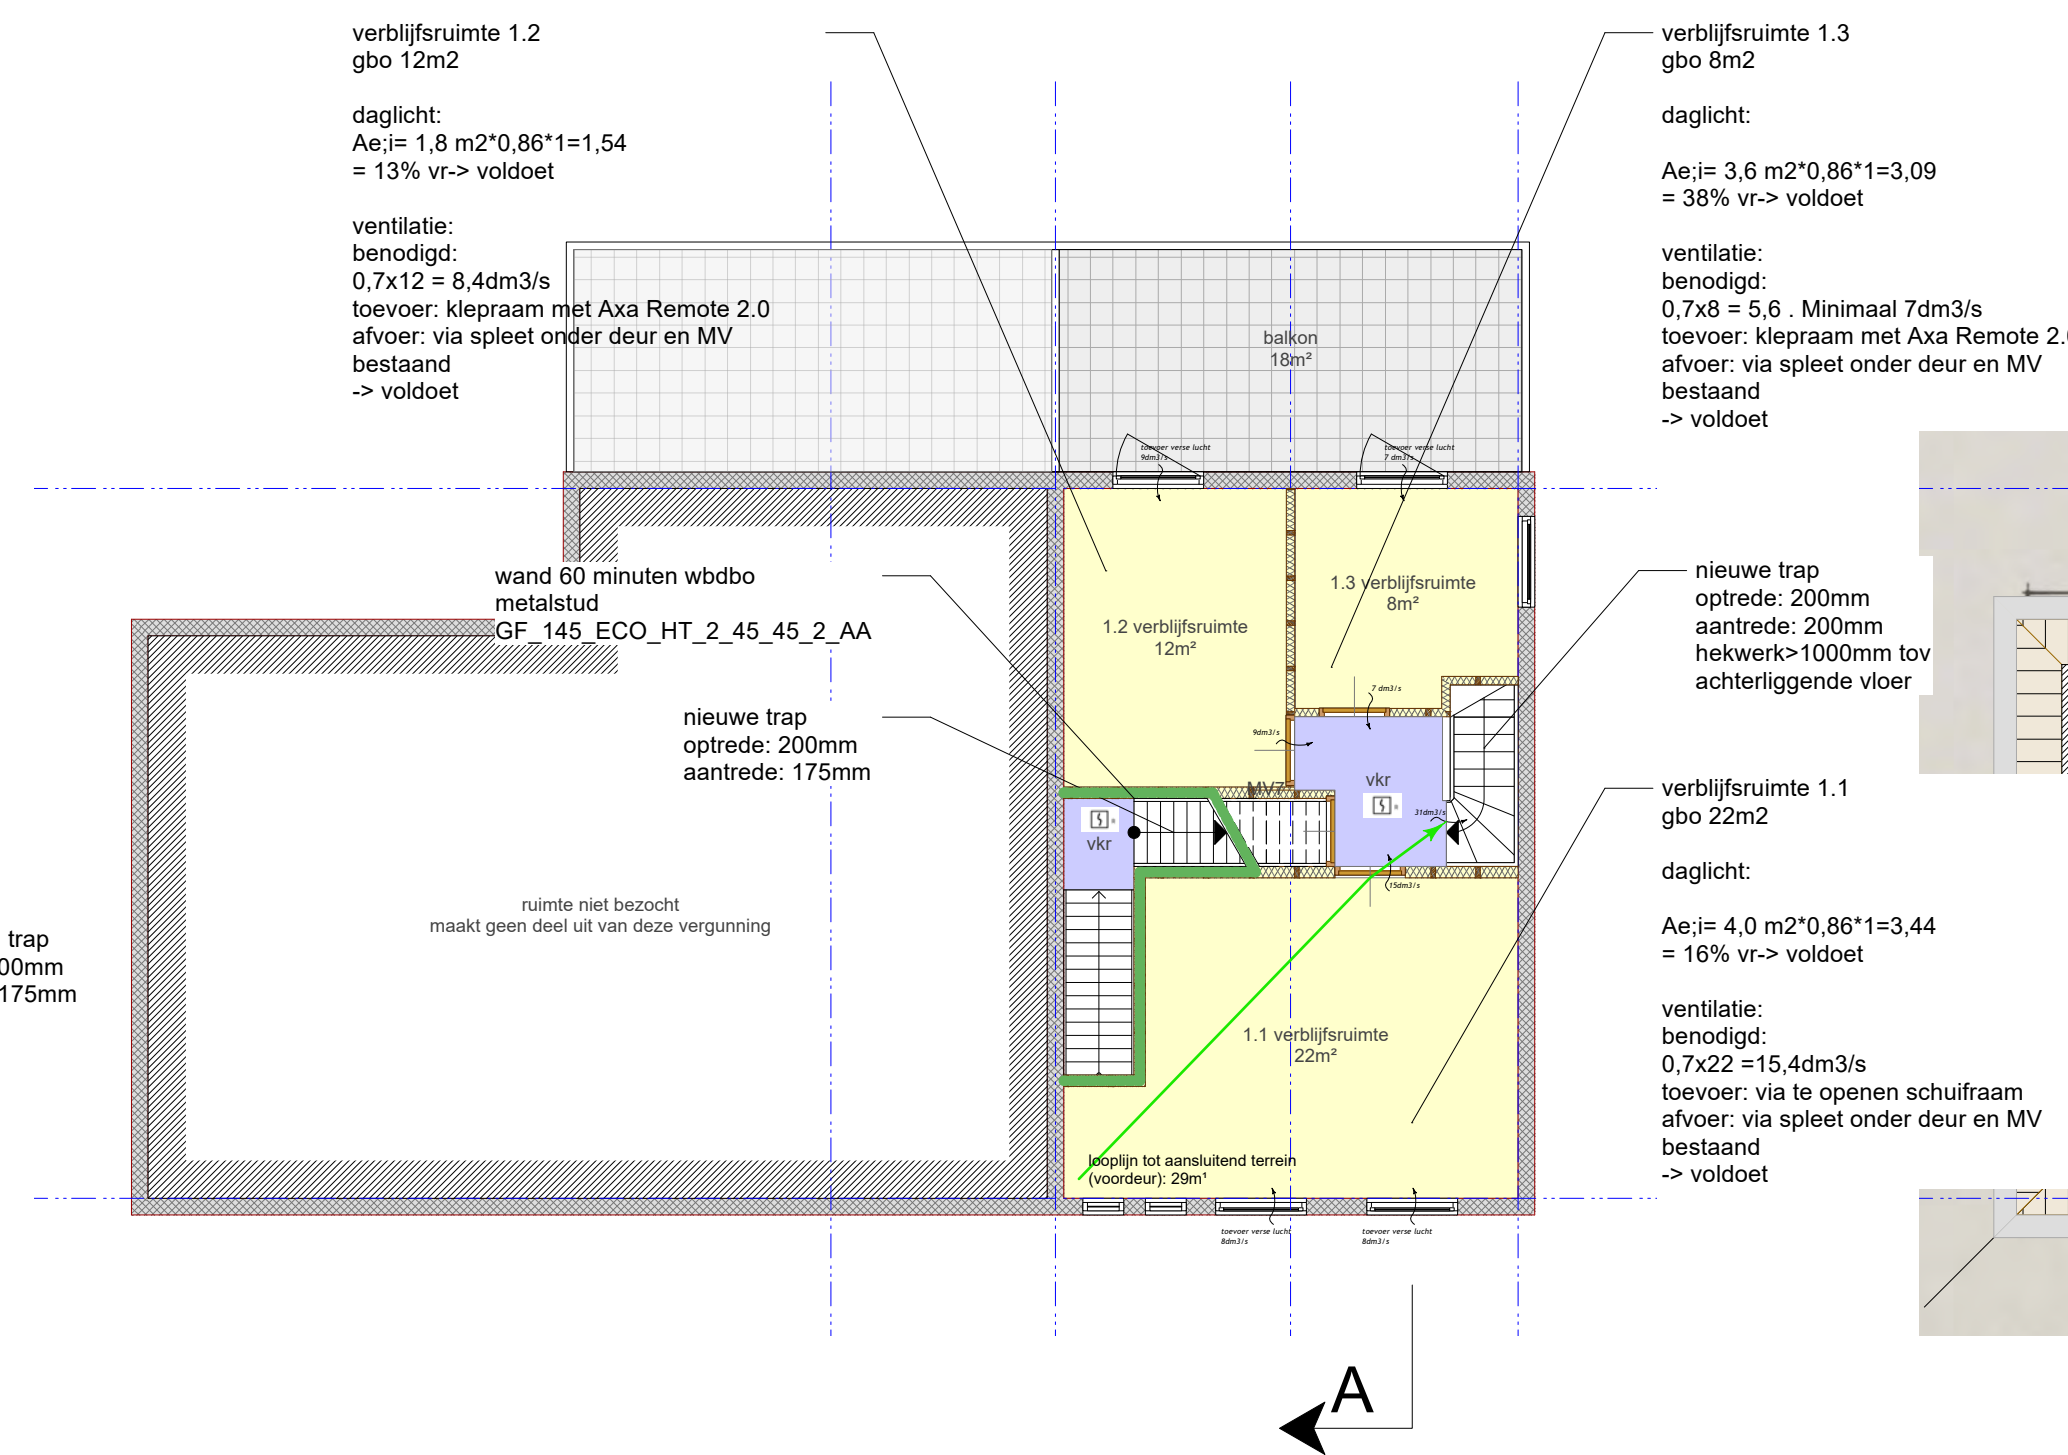 verblijfsruimte 1.2
gbo 12m2
daglicht:
Ae;i= 1,8 m2*0,86*1=1,54
= 13% vr-> voldoet
ventilatie:
benodigd:
0,7x12 = 8,4dm3/s
toevoer: klepraam met Axa Remote 2.0
afvoer: via spleet onder deur en MV
bestaand
-> voldoet
verblijfsruimte 1.3
gbo 8m2
daglicht:
Ae;i= 3,6 m2*0,86*1=3,09
= 38% vr-> voldoet
ventilatie:
benodigd:
0,7x8 = 5,6 . Minimaal 7dm3/s
toevoer: klepraam met Axa Remote 2.0
afvoer: via spleet onder deur en MV
bestaand
-> voldoet
balkon
18m²
toevoer verse lucht
9dm3/s
toevoer verse lucht
7 dm3/s
wand 60 minuten wbdbo
metalstud
GF_145_ECO_HT_2_45_45_2_AA
nieuwe trap
optrede: 200mm
aantrede: 175mm
1.2 verblijfsruimte
12m²
1.3 verblijfsruimte
8m²
nieuwe trap
optrede: 200mm
aantrede: 200mm
hekwerk>1000mm tov
achterliggende vloer
7 dm3/s
9dm3/s
MV7
vkr
31dm3/s
vkr
15dm3/s
verblijfsruimte 1.1
gbo 22m2
daglicht:
Ae;i= 4,0 m2*0,86*1=3,44
= 16% vr-> voldoet
ventilatie:
benodigd:
0,7x22 =15,4dm3/s
toevoer: via te openen schuifraam
afvoer: via spleet onder deur en MV
bestaand
-> voldoet
ruimte niet bezocht
maakt geen deel uit van deze vergunning
trap
00mm
175mm
1.1 verblijfsruimte
22m²
looplijn tot aansluitend terrein
(voordeur): 29m¹
toevoer verse lucht
8dm3/s
toevoer verse lucht
8dm3/s
A